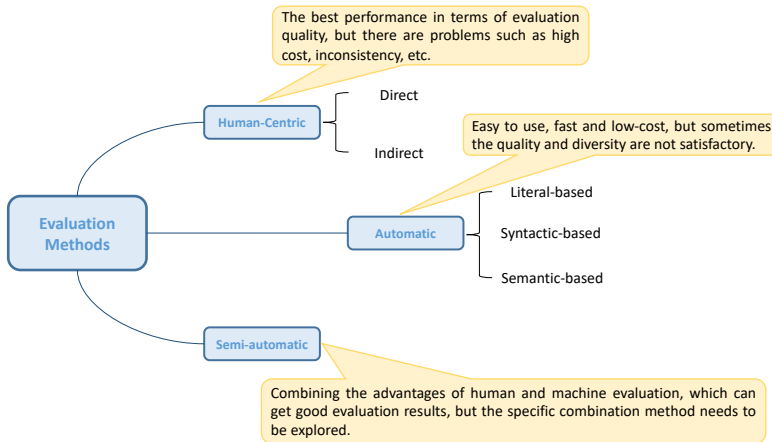 The best performance in terms of evaluation
quality, but there are problems such as high
cost, inconsistency, etc.
Human-Centric
Direct
Indirect
Easy to use, fast and low-cost, but sometimes
the quality and diversity are not satisfactory.
Evaluation
Methods
Automatic
Literal-based
Syntactic-based
Semantic-based
Semi-automatic
Combining the advantages of human and machine evaluation, which can
get good evaluation results, but the specific combination method needs to
be explored.